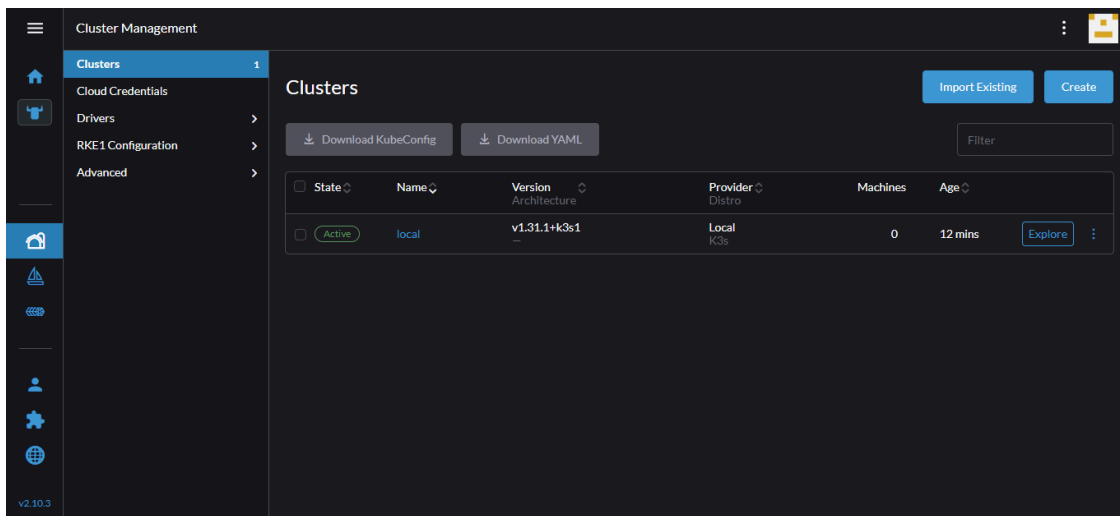 Cluster Management
Clusters 1
Cloud Credentials
Drivers
RKE1 Configuration
Advanced
v2.10.3
Clusters
Import Existing
Create
Download KubeConfig
Download YAML
Filter
State Name Version Provider Machines Age
Architecture Distro
Active local v1.31.1+k3s1 Local 0 12 mins Explore
— K3s